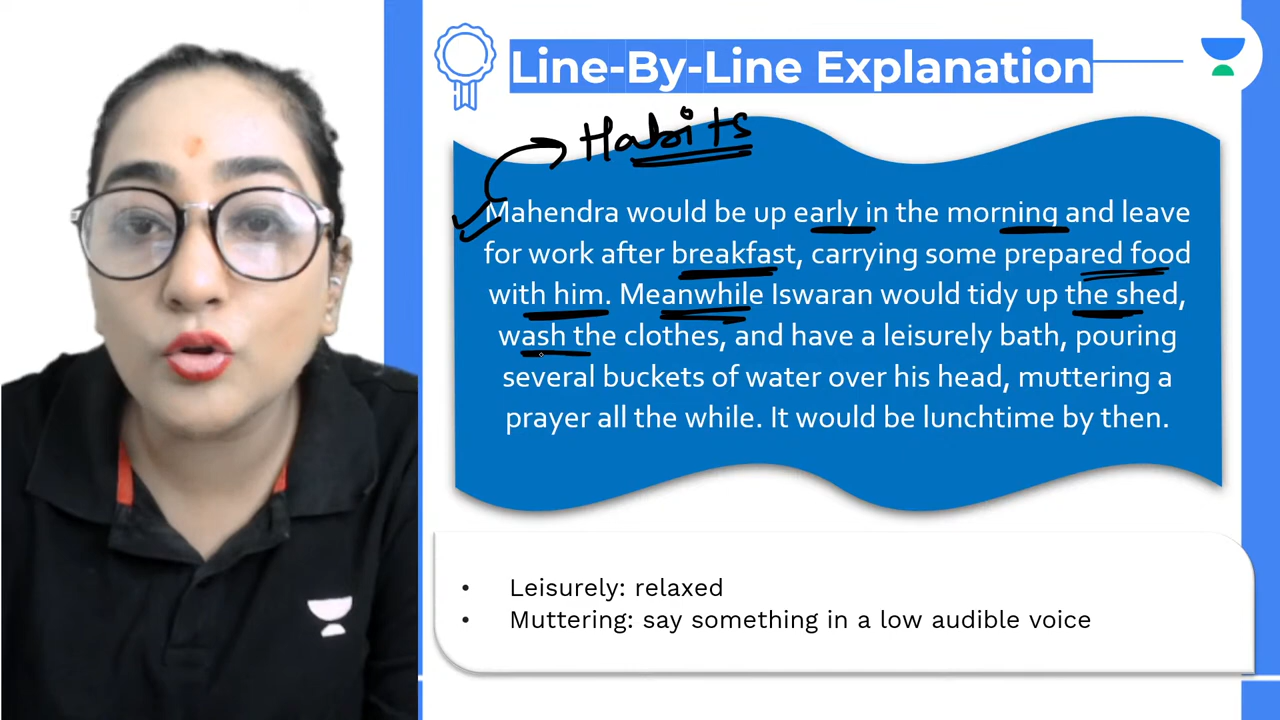 Line-By-Line Explanation
Habits
Mahendra would be up early in the morning and leave
for work after breakfast, carrying some prepared food
with him. Meanwhile Iswaran would tidy up the shed,
wash the clothes, and have a leisurely bath, pouring
several buckets of water over his head, muttering a
prayer all the while. It would be lunchtime by then.
• Leisurely: relaxed
• Muttering: say something in a low audible voice